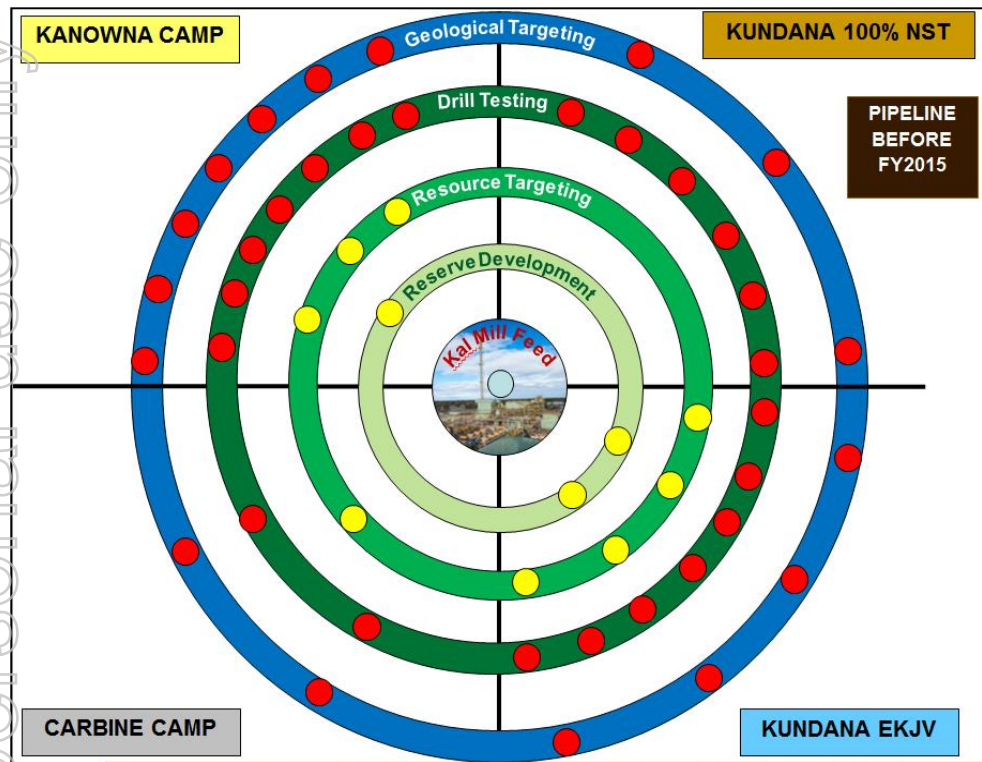 KANOWNA CAMP
Geological Targeting
KUNDANA 100% NST
Drill Testing
PIPELINE
BEFORE
FY2015
Resource Targeting
Reserve Development
Kal Mill Feed
CARBINE CAMP
KUNDANA EKJV